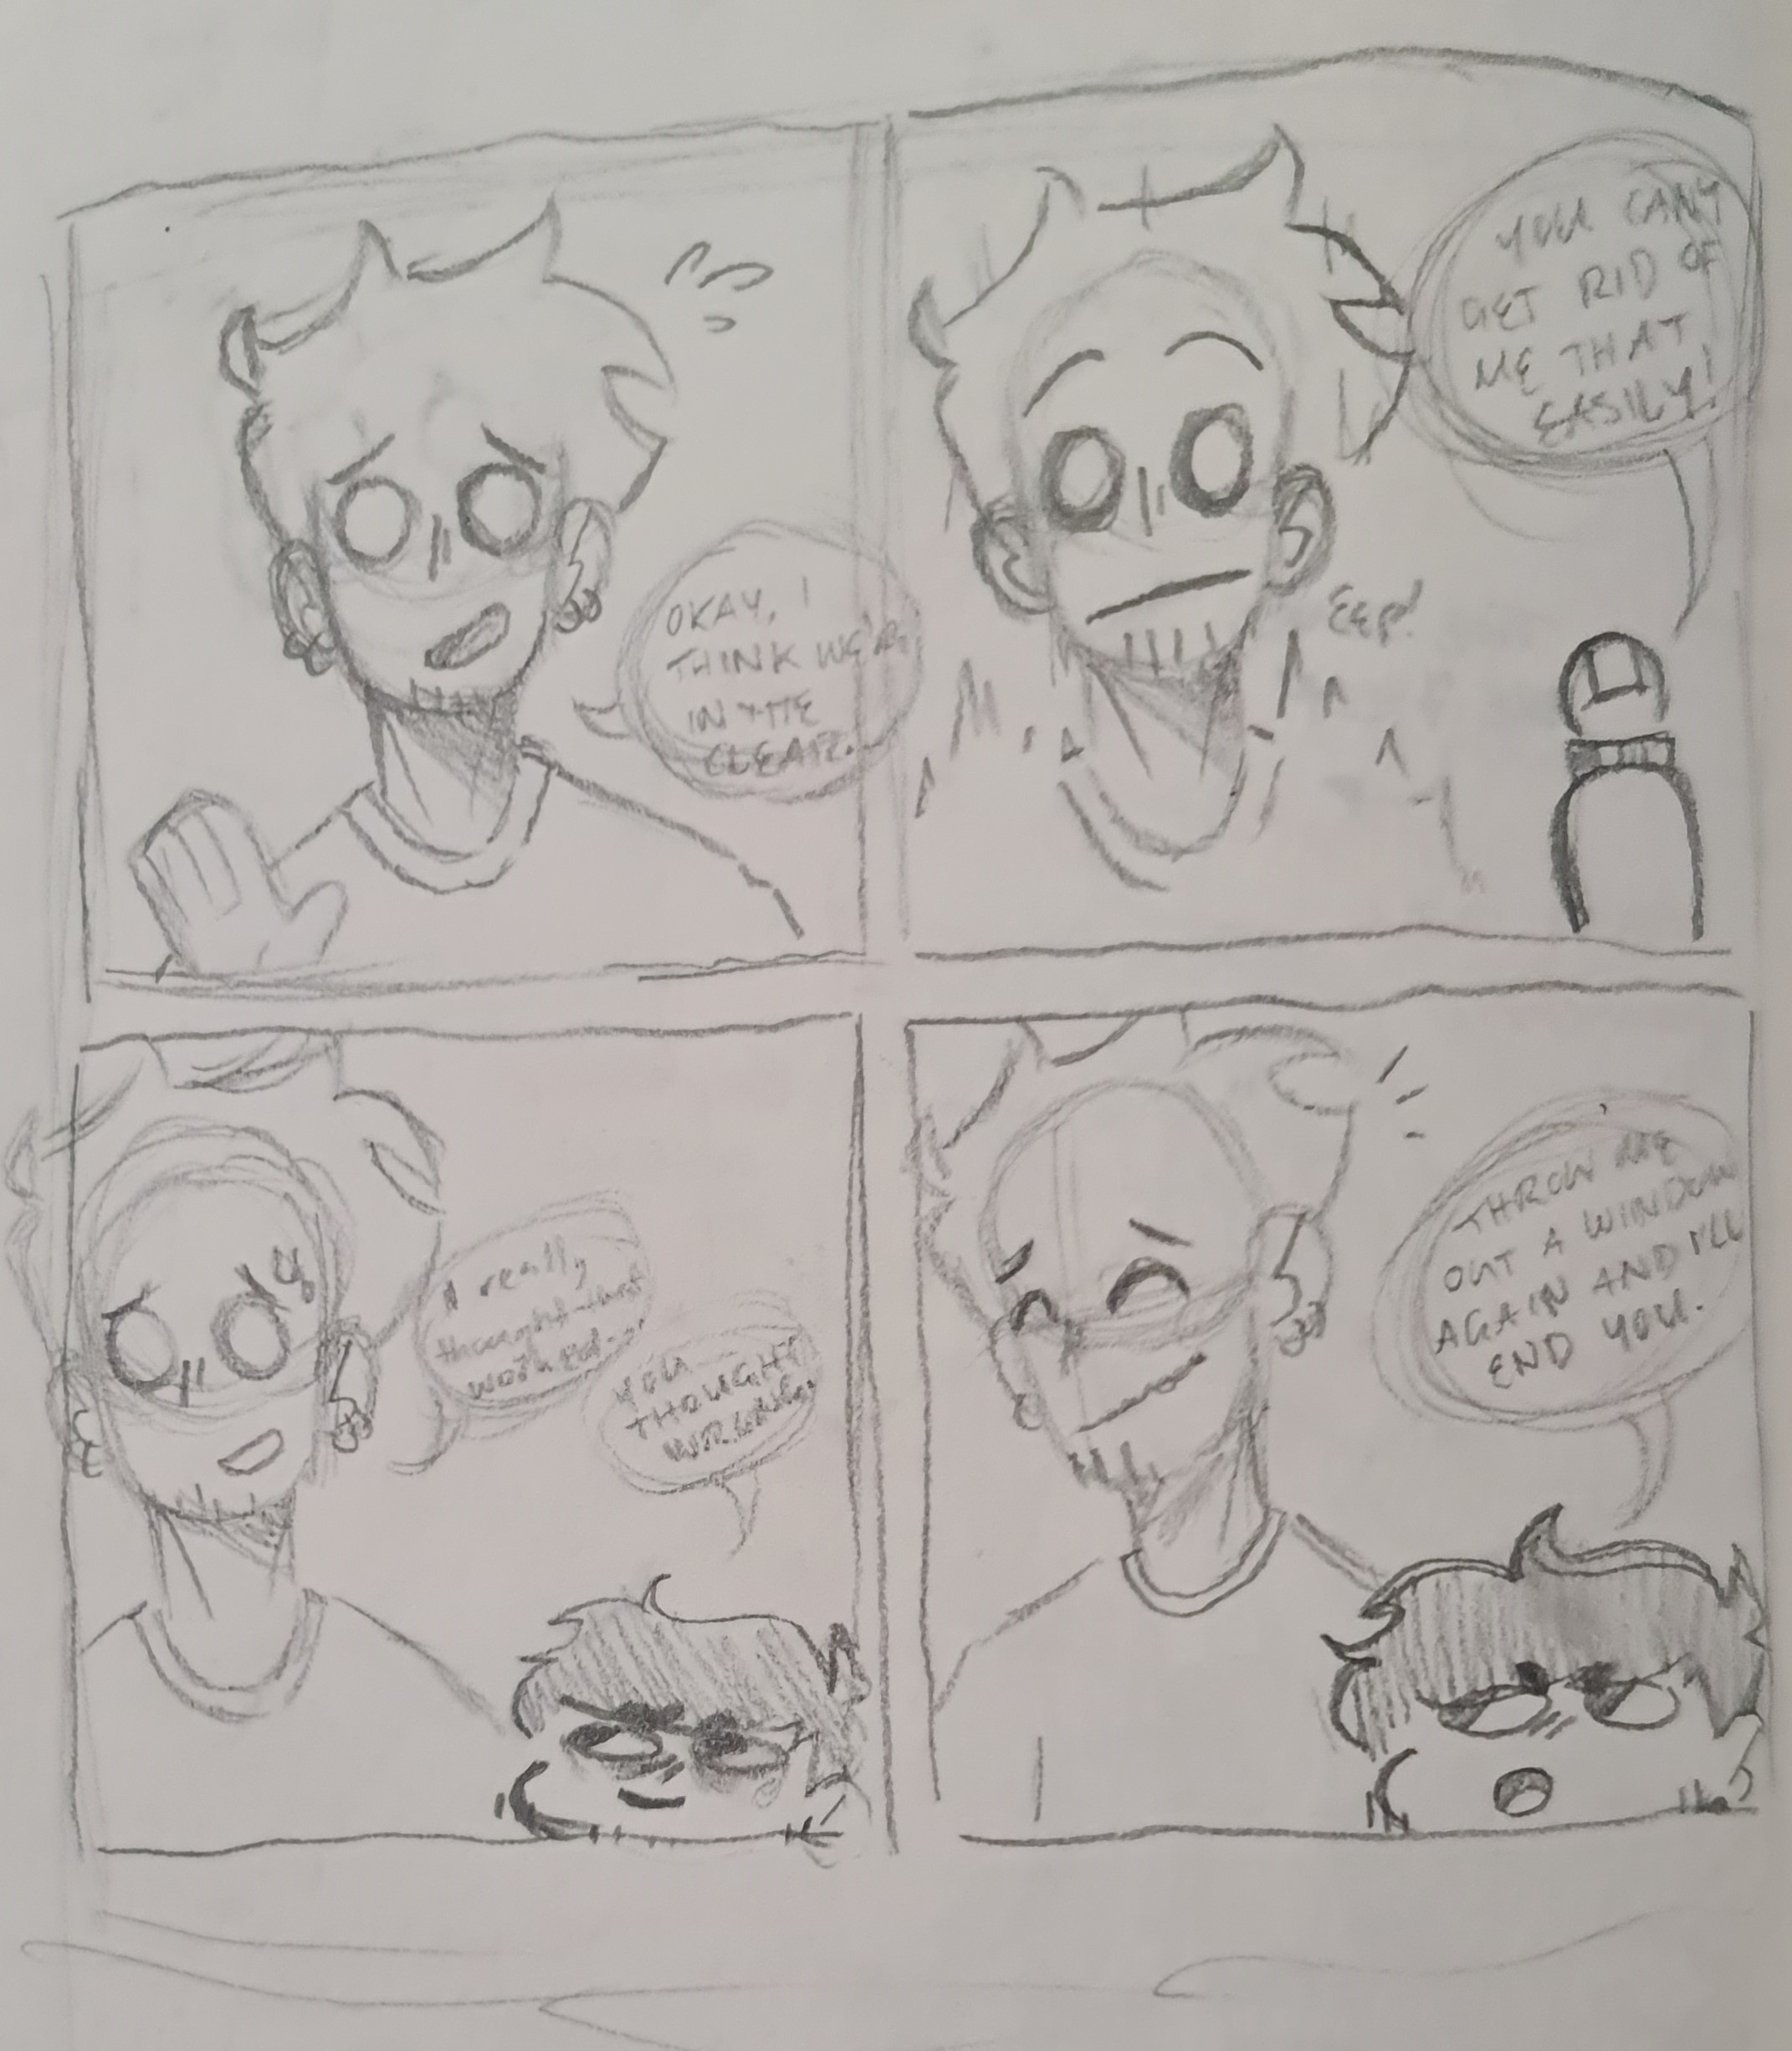 OKAY, I
THINK WE'RE
IN THE
CLEAR.
YOU CAN'T
GET RID OF
ME THAT
EASILY!
EEP!
I really
thought that
worked...
YOU
THOUGHT
WRONG.
THROW ME
OUT A WINDOW
AGAIN AND I'LL
END YOU.